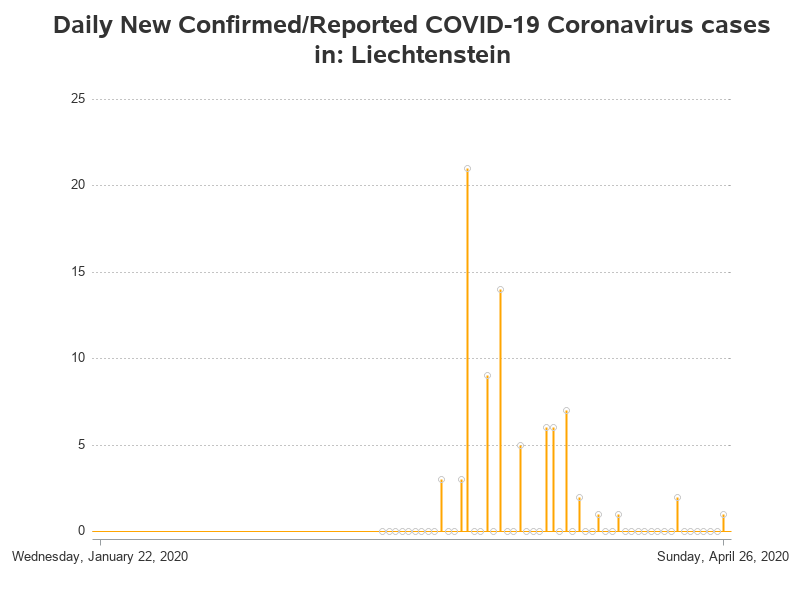 Daily New Confirmed/Reported COVID-19 Coronavirus cases
in: Liechtenstein
25
20
15
10
5
0
Wednesday, January 22, 2020
Sunday, April 26, 2020